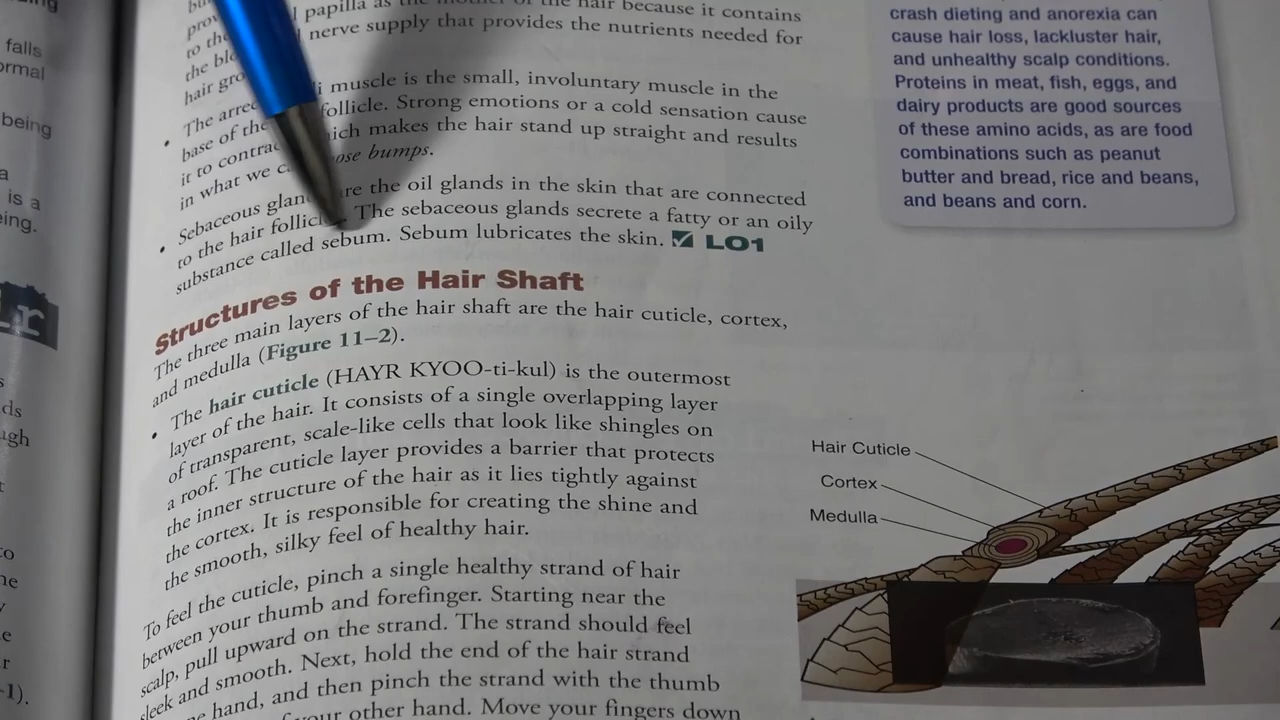 papilla as the mother of the hair because it contains
to the nerve supply that provides the nutrients needed for
hair
The muscle is the small, involuntary muscle in the
base of the follicle. Strong emotions or a cold sensation cause
it to which makes the hair stand up straight and results
in what we bumps.
• Sebaceous are the oil glands in the skin that are connected
to the hair The sebaceous glands secrete a fatty or an oily
substance called sebum. Sebum lubricates the skin. LO1
Structures of the Hair Shaft
The three main layers of the hair shaft are the hair cuticle, cortex,
and medulla (Figure 11–2).
• The hair cuticle (HAYR KYOO-ti-kul) is the outermost
layer of the hair. It consists of a single overlapping layer
of transparent, scale-like cells that look like shingles on
a roof. The cuticle layer provides a barrier that protects
the inner structure of the hair as it lies tightly against
the cortex. It is responsible for creating the shine and
the smooth, silky feel of healthy hair.
To feel the cuticle, pinch a single healthy strand of hair
between your thumb and forefinger. Starting near the
scalp, pull upward on the strand. The strand should feel
sleek and smooth. Next, hold the end of the hair strand
hand, and then pinch the strand with the thumb
your other hand. Move your fingers down
crash dieting and anorexia can
cause hair loss, lackluster hair,
and unhealthy scalp conditions.
Proteins in meat, fish, eggs, and
dairy products are good sources
of these amino acids, as are food
combinations such as peanut
butter and bread, rice and beans,
and beans and corn.
Hair Cuticle
Cortex
Medulla
falls
being
a
is a